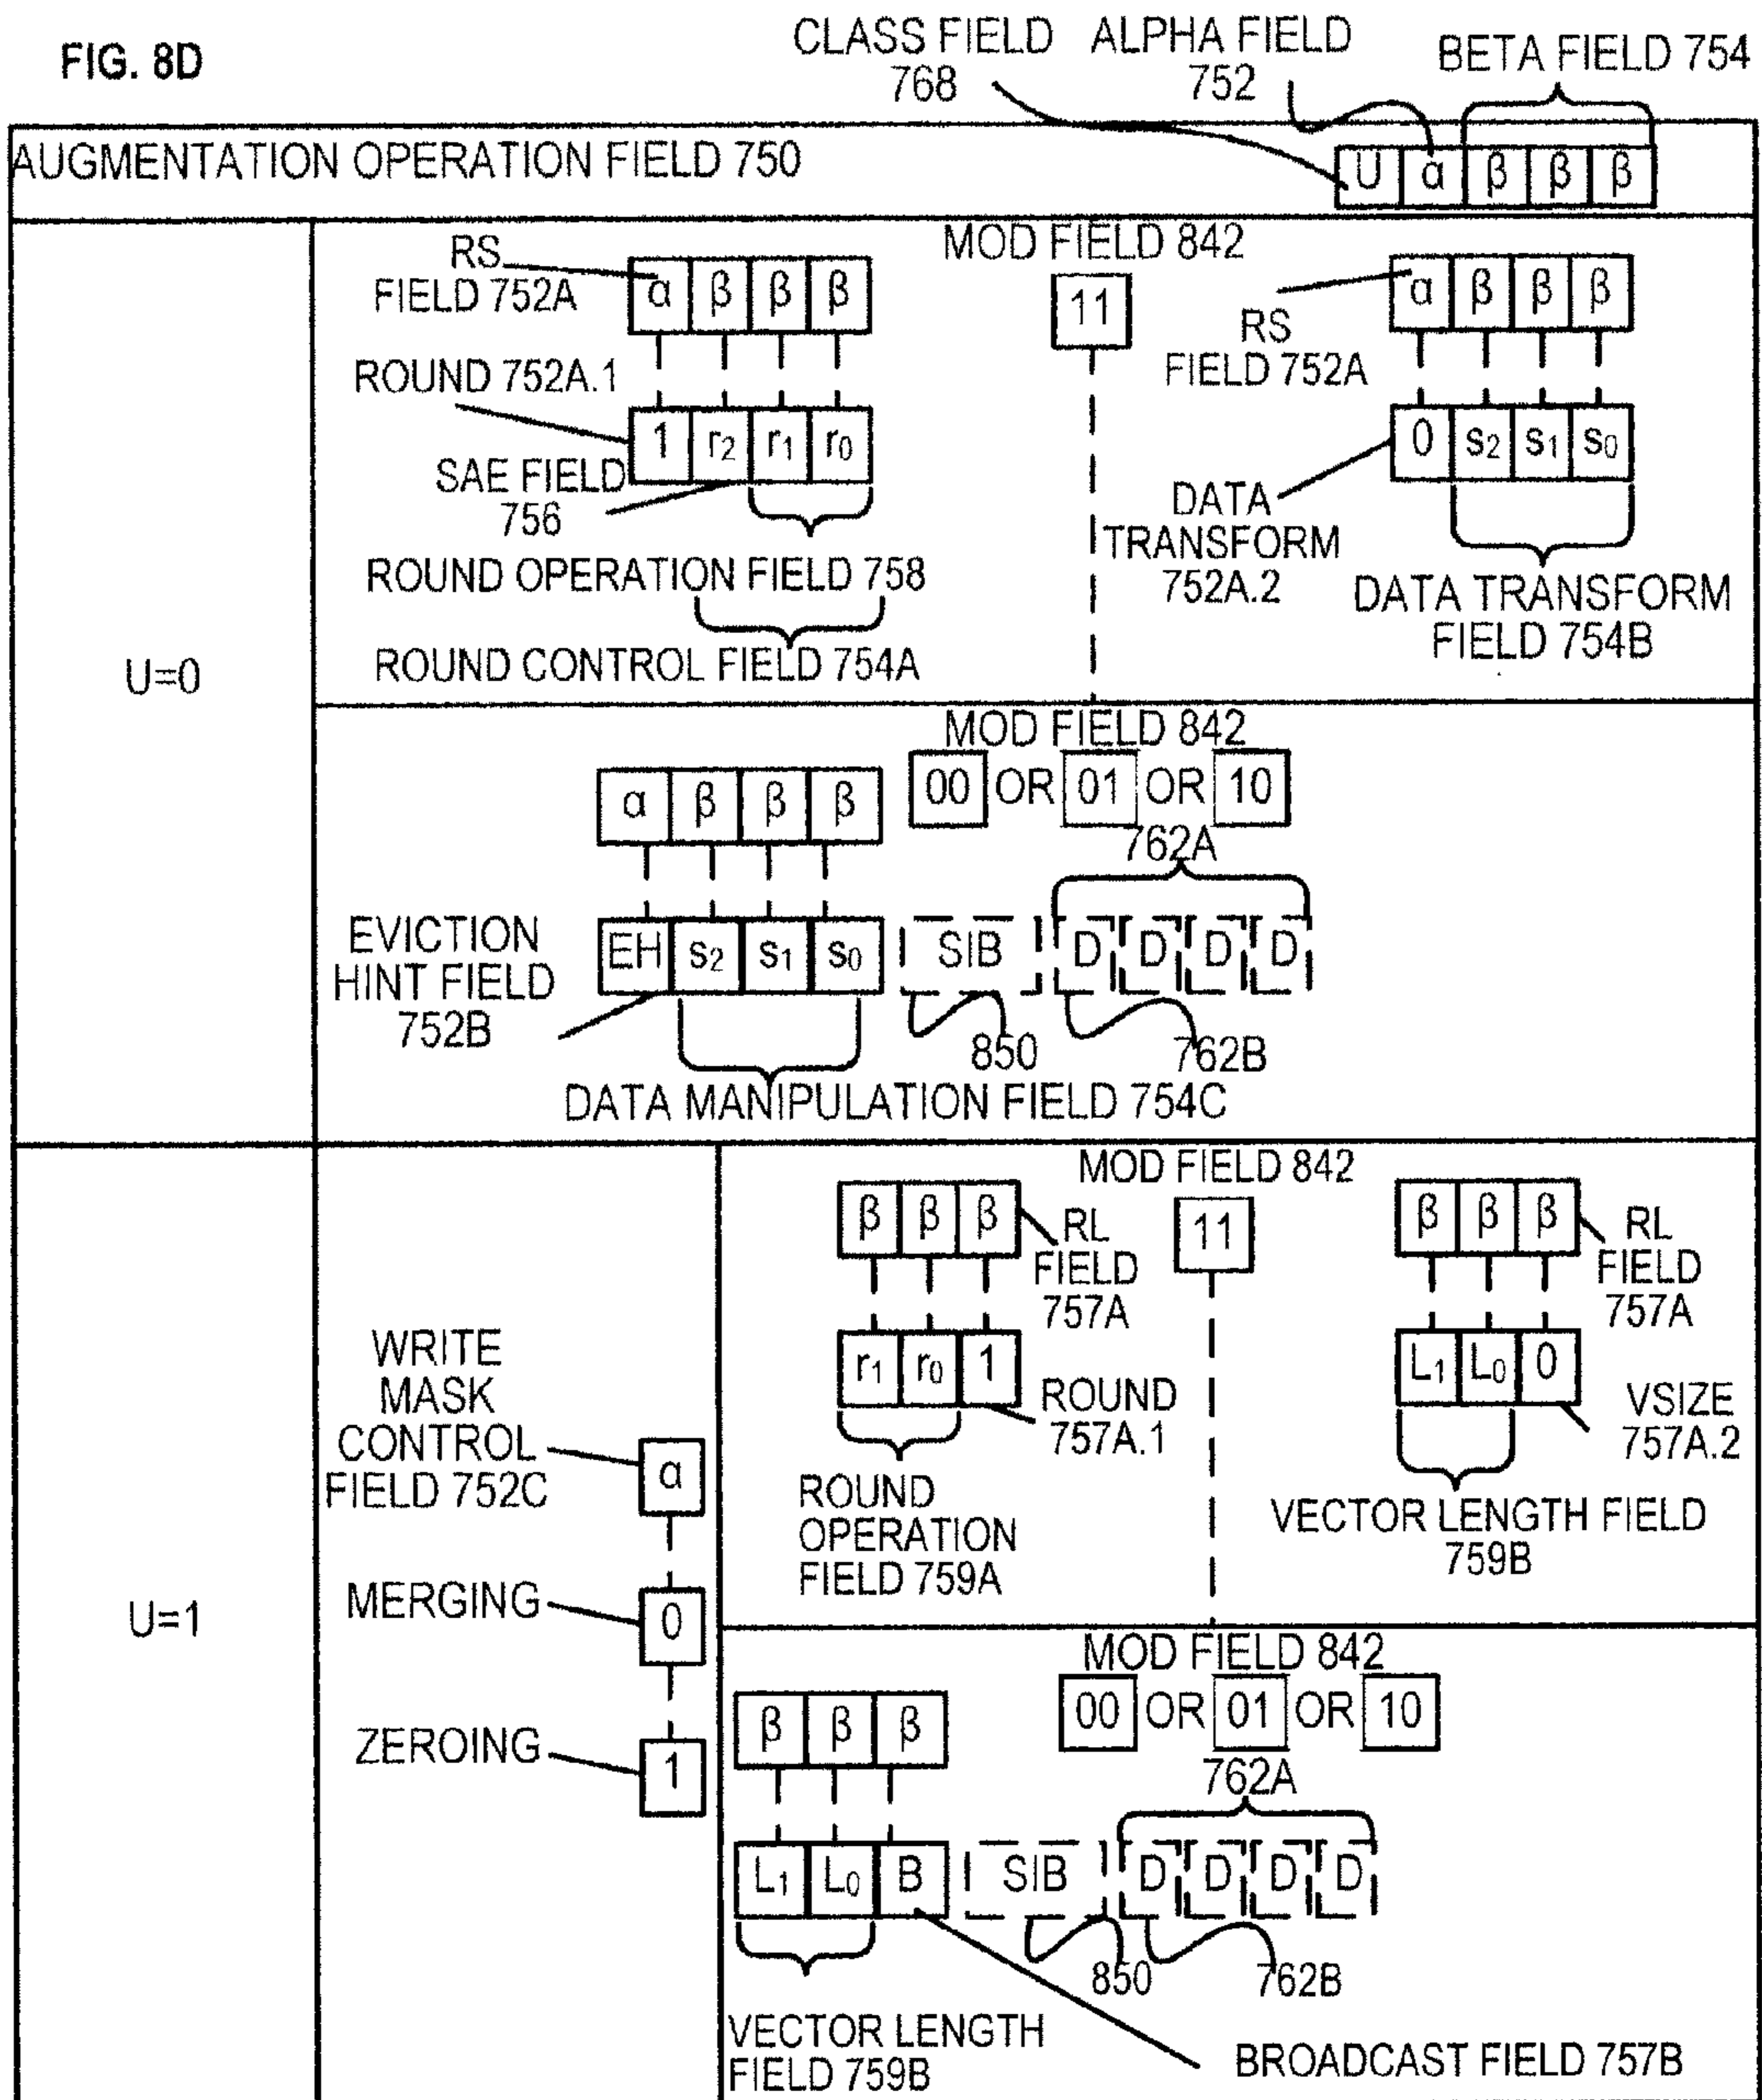 FIG. 8D
CLASS FIELD 768
ALPHA FIELD 752
BETA FIELD 754
AUGMENTATION OPERATION FIELD 750
U α β β β
U=0
MOD FIELD 842
11
RS FIELD 752A
α β β β
ROUND 752A.1
1 r2 r1 r0
SAE FIELD 756
ROUND OPERATION FIELD 758
ROUND CONTROL FIELD 754A
α β β β
RS FIELD 752A
0 s2 s1 s0
DATA TRANSFORM 752A.2
DATA TRANSFORM FIELD 754B
MOD FIELD 842
00 OR 01 OR 10
α β β β
762A
EVICTION HINT FIELD 752B
EH s2 s1 s0 SIB D D D D
850
762B
DATA MANIPULATION FIELD 754C
U=1
WRITE MASK CONTROL FIELD 752C
α
MERGING
0
ZEROING
1
MOD FIELD 842
11
β β β
RL FIELD 757A
r1 r0 1
ROUND 757A.1
ROUND OPERATION FIELD 759A
β β β
RL FIELD 757A
L1 L0 0
VSIZE 757A.2
VECTOR LENGTH FIELD 759B
MOD FIELD 842
00 OR 01 OR 10
β β β
762A
L1 L0 B SIB D D D D
850
762B
VECTOR LENGTH FIELD 759B
BROADCAST FIELD 757B